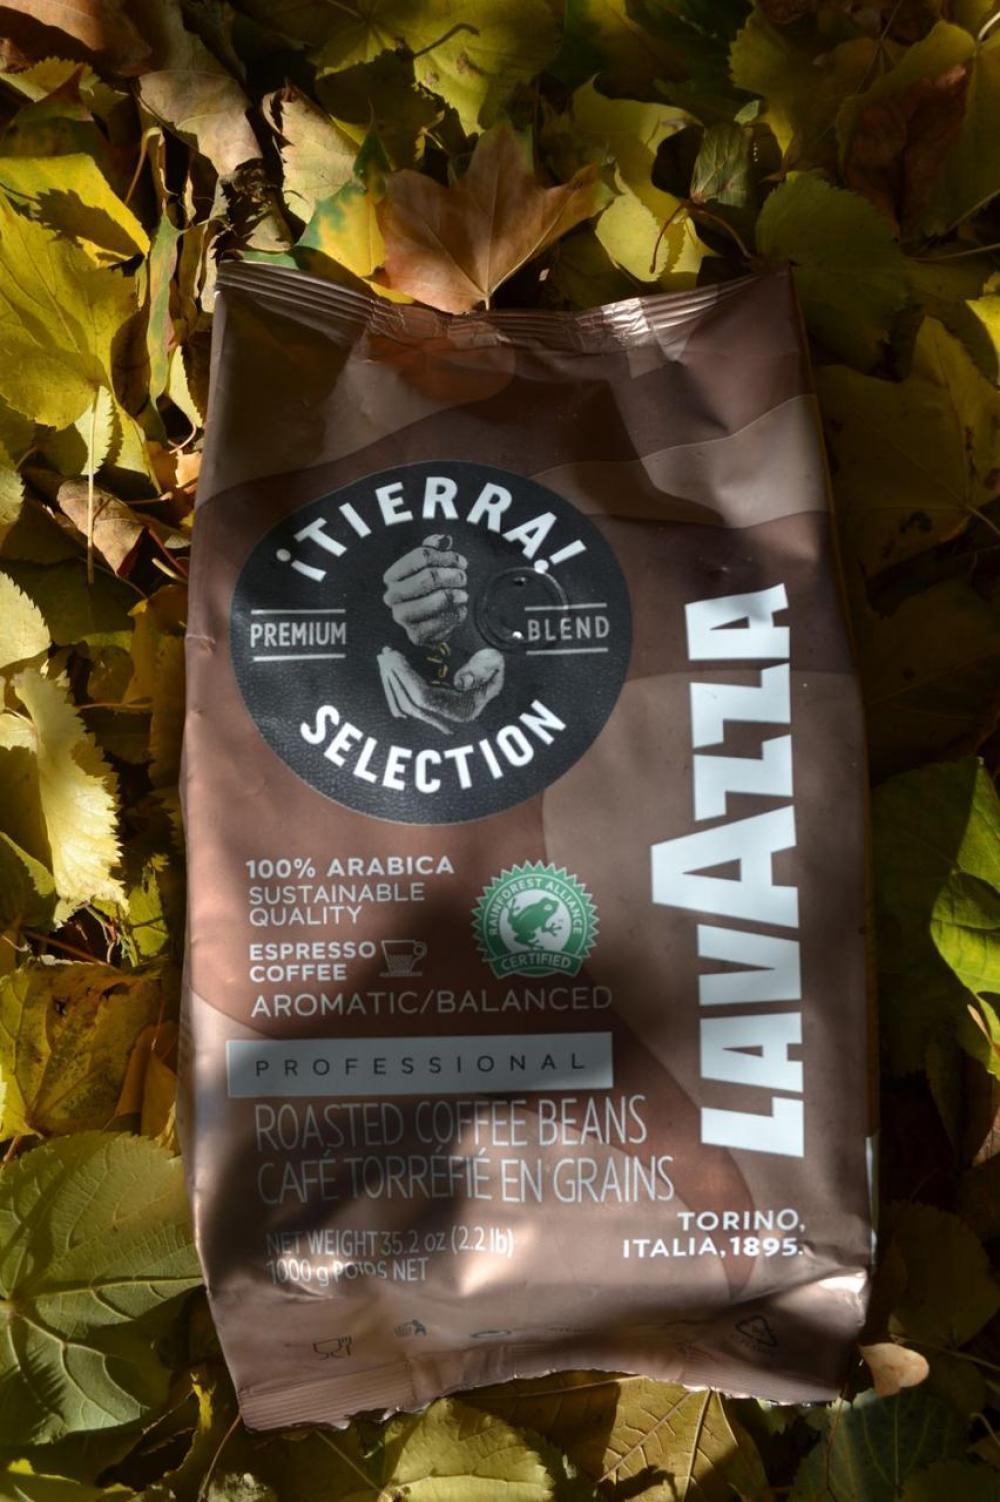 ¡TIERRA!
PREMIUM
BLEND
SELECTION
LAVAZZA
100% ARABICA
SUSTAINABLE
QUALITY
RAINFOREST ALLIANCE
CERTIFIED
ESPRESSO
COFFEE
AROMATIC/BALANCED
PROFESSIONAL
ROASTED COFFEE BEANS
CAFÉ TORRÉFIÉ EN GRAINS
TORINO,
ITALIA, 1895.
NET WEIGHT 35.2 oz (2.2 lb)
1000 g POIDS NET